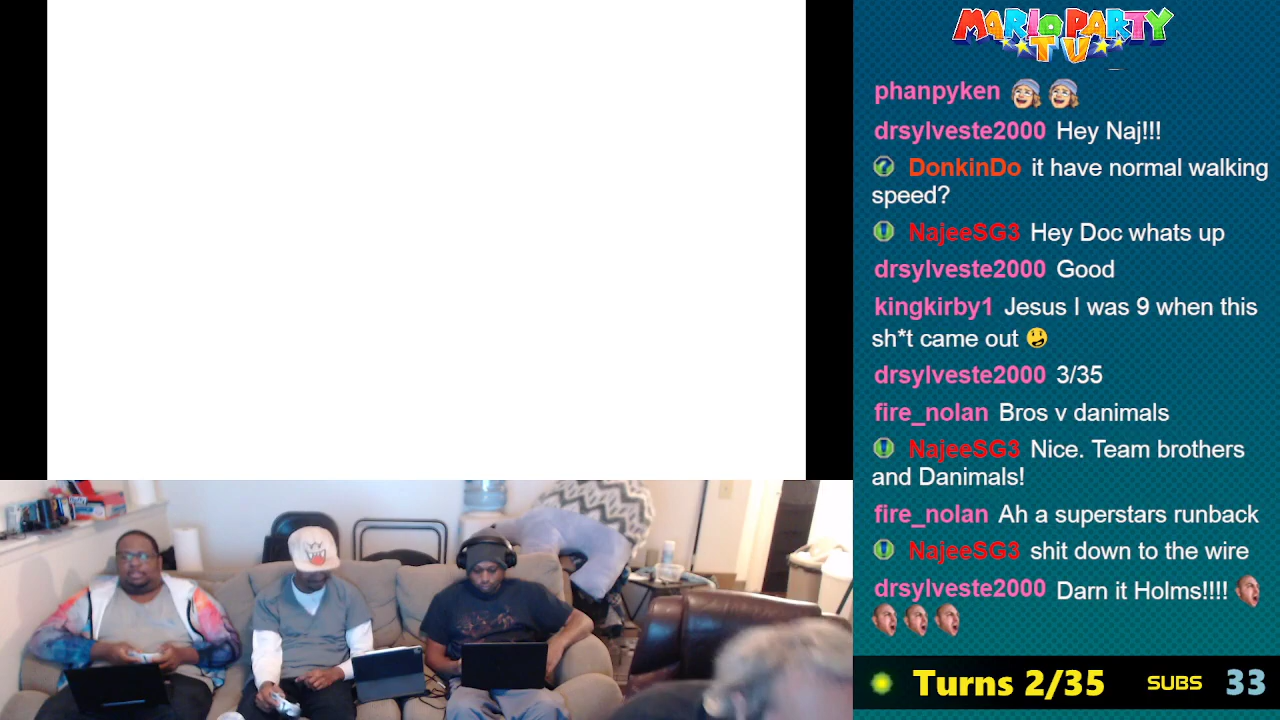 MARIO PARTY
TV
phanpyken
drsylveste2000 Hey Naj!!!
DonkinDo it have normal walking
speed?
NajeeSG3 Hey Doc whats up
drsylveste2000 Good
kingkirby1 Jesus I was 9 when this
sh*t came out
drsylveste2000 3/35
fire_nolan Bros v danimals
NajeeSG3 Nice. Team brothers
and Danimals!
fire_nolan Ah a superstars runback
NajeeSG3 shit down to the wire
drsylveste2000 Darn it Holms!!!!
Turns 2/35 SUBS 33